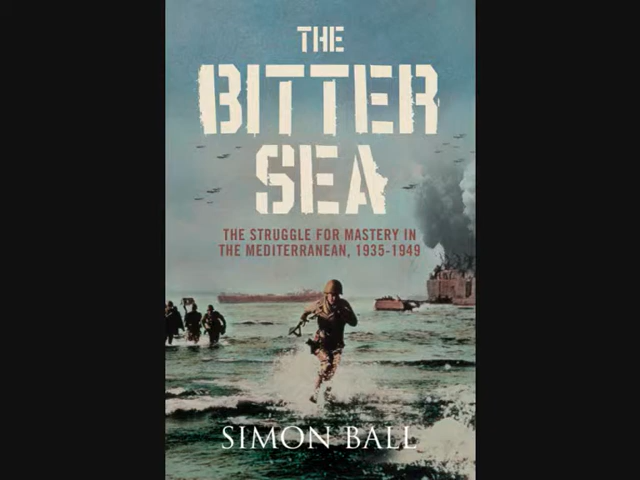 THE
BITTER
SEA
THE STRUGGLE FOR MASTERY IN
THE MEDITERRANEAN, 1935-1949
SIMON BALL